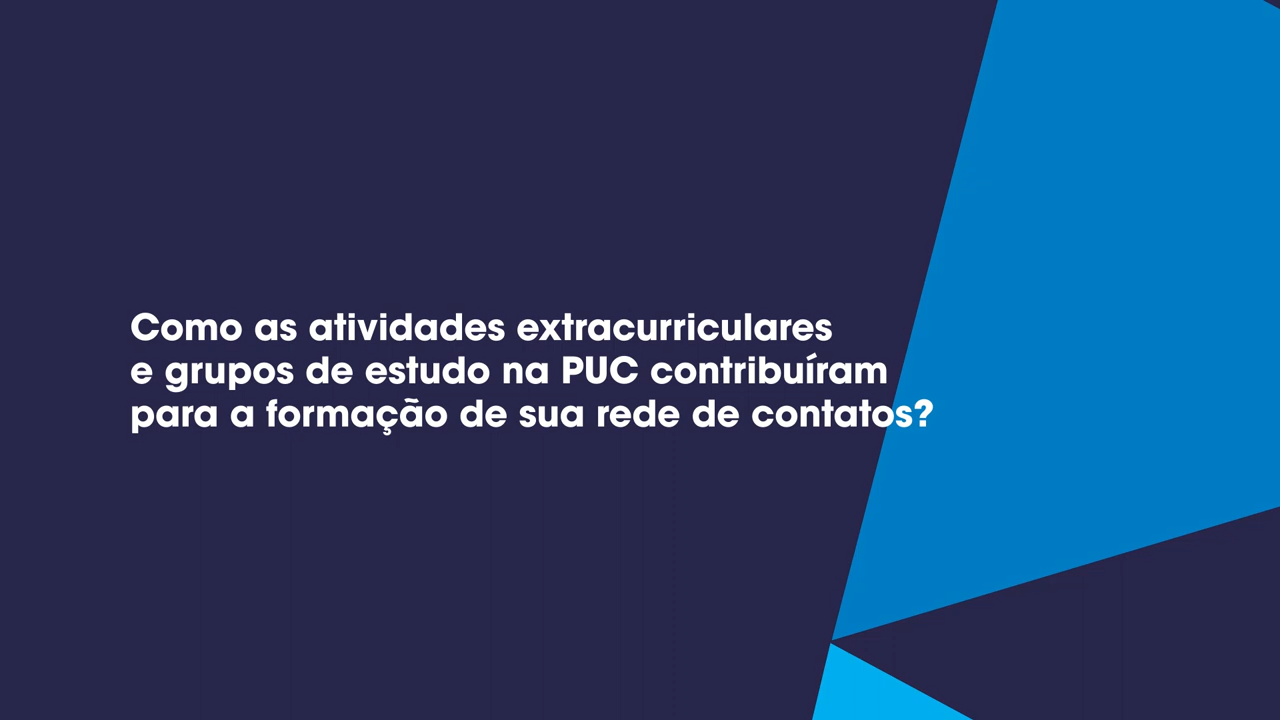 Como as atividades extracurriculares
e grupos de estudo na PUC contribuíram
para a formação de sua rede de contatos?